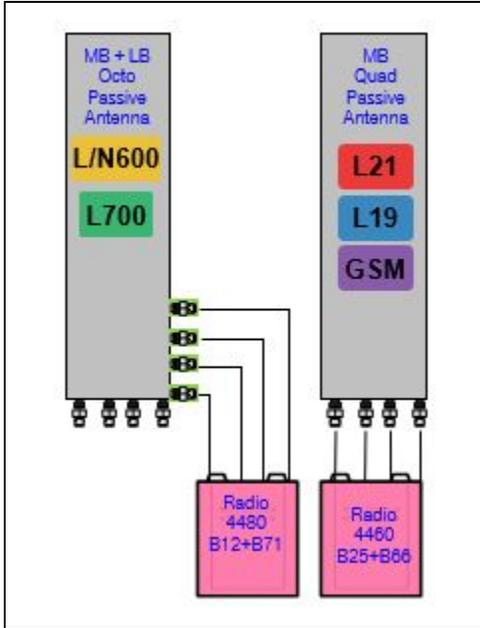 MB + LB
Octo
Passive
Antenna
L/N600
L700
MB
Quad
Passive
Antenna
L21
L19
GSM
Radio
4480
B12+B71
Radio
4460
B25+B66